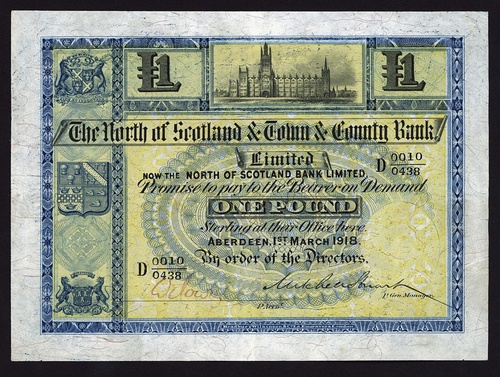 £1 £1
The North of Scotland & Town & County Bank
Limited
NOW THE NORTH OF SCOTLAND BANK LIMITED
D 0010/0438
Promise to pay to the Bearer on Demand
ONE POUND
Sterling at their Office here.
ABERDEEN, 1ST MARCH 1918.
D 0010/0438
By order of the Directors.